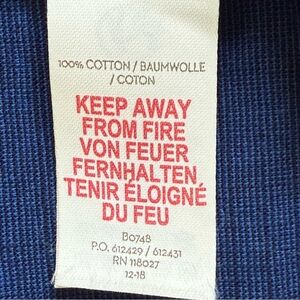 100% COTTON / BAUMWOLLE
/ COTON
KEEP AWAY
FROM FIRE
VON FEUER
FERNHALTEN
TENIR ÉLOIGNÉ
DU FEU
B0748
P.O. 612429 / 612431
RN 118027
12-18